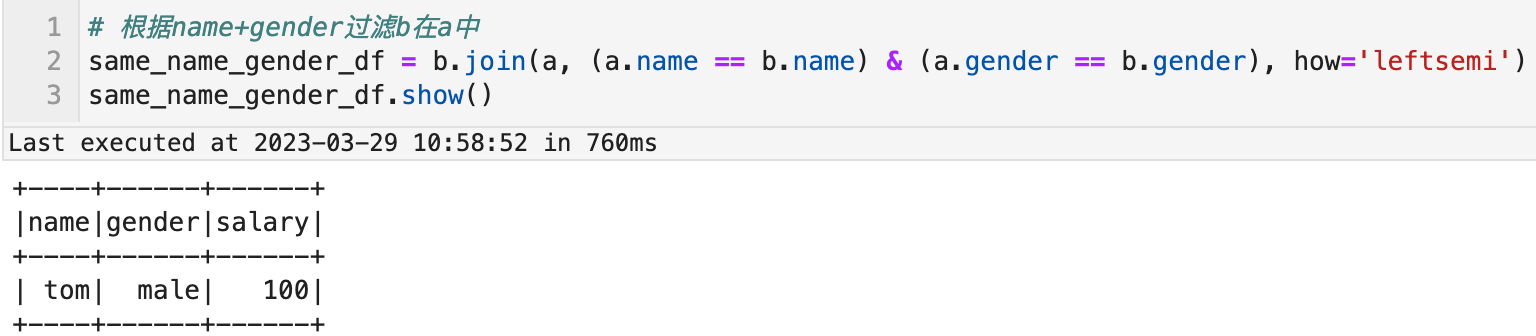 1 # 根据name+gender过滤b在a中
2 same_name_gender_df = b.join(a, (a.name == b.name) & (a.gender == b.gender), how='leftsemi')
3 same_name_gender_df.show()
Last executed at 2023-03-29 10:58:52 in 760ms
+----+------+------+
|name|gender|salary|
+----+------+------+
| tom|  male|   100|
+----+------+------+